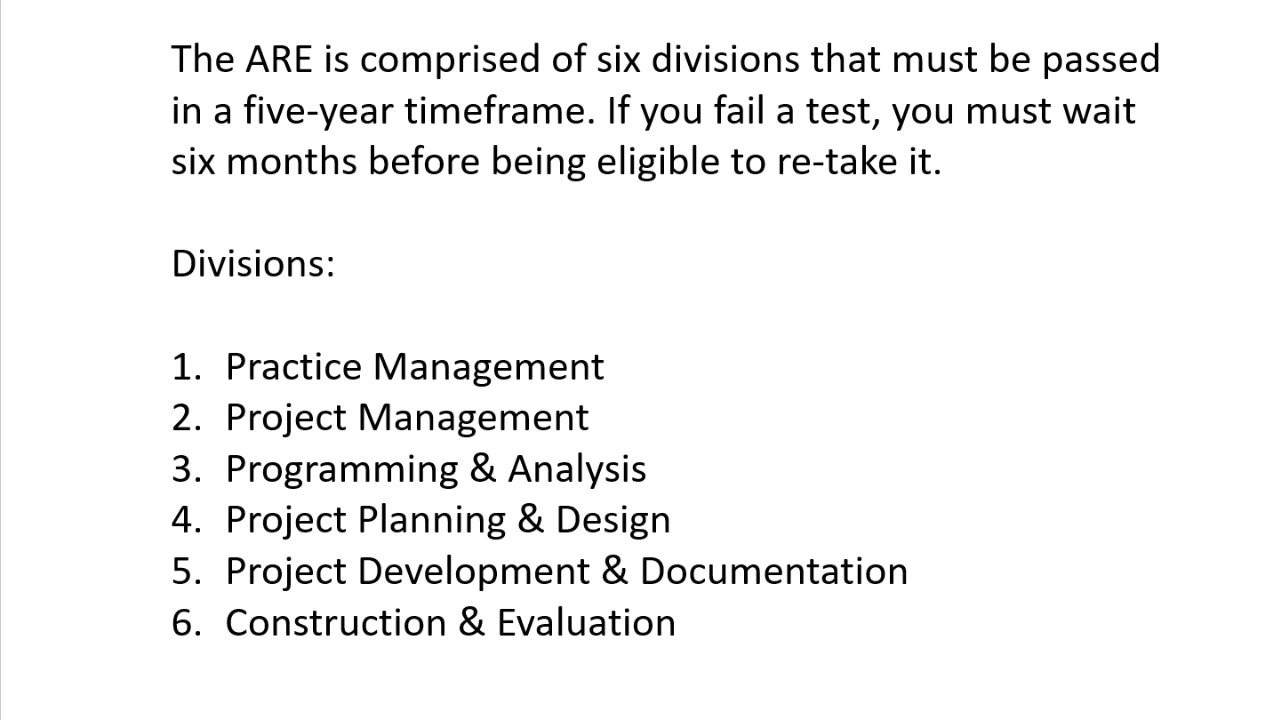 The ARE is comprised of six divisions that must be passed
in a five-year timeframe. If you fail a test, you must wait
six months before being eligible to re-take it.
Divisions:
1. Practice Management
2. Project Management
3. Programming & Analysis
4. Project Planning & Design
5. Project Development & Documentation
6. Construction & Evaluation